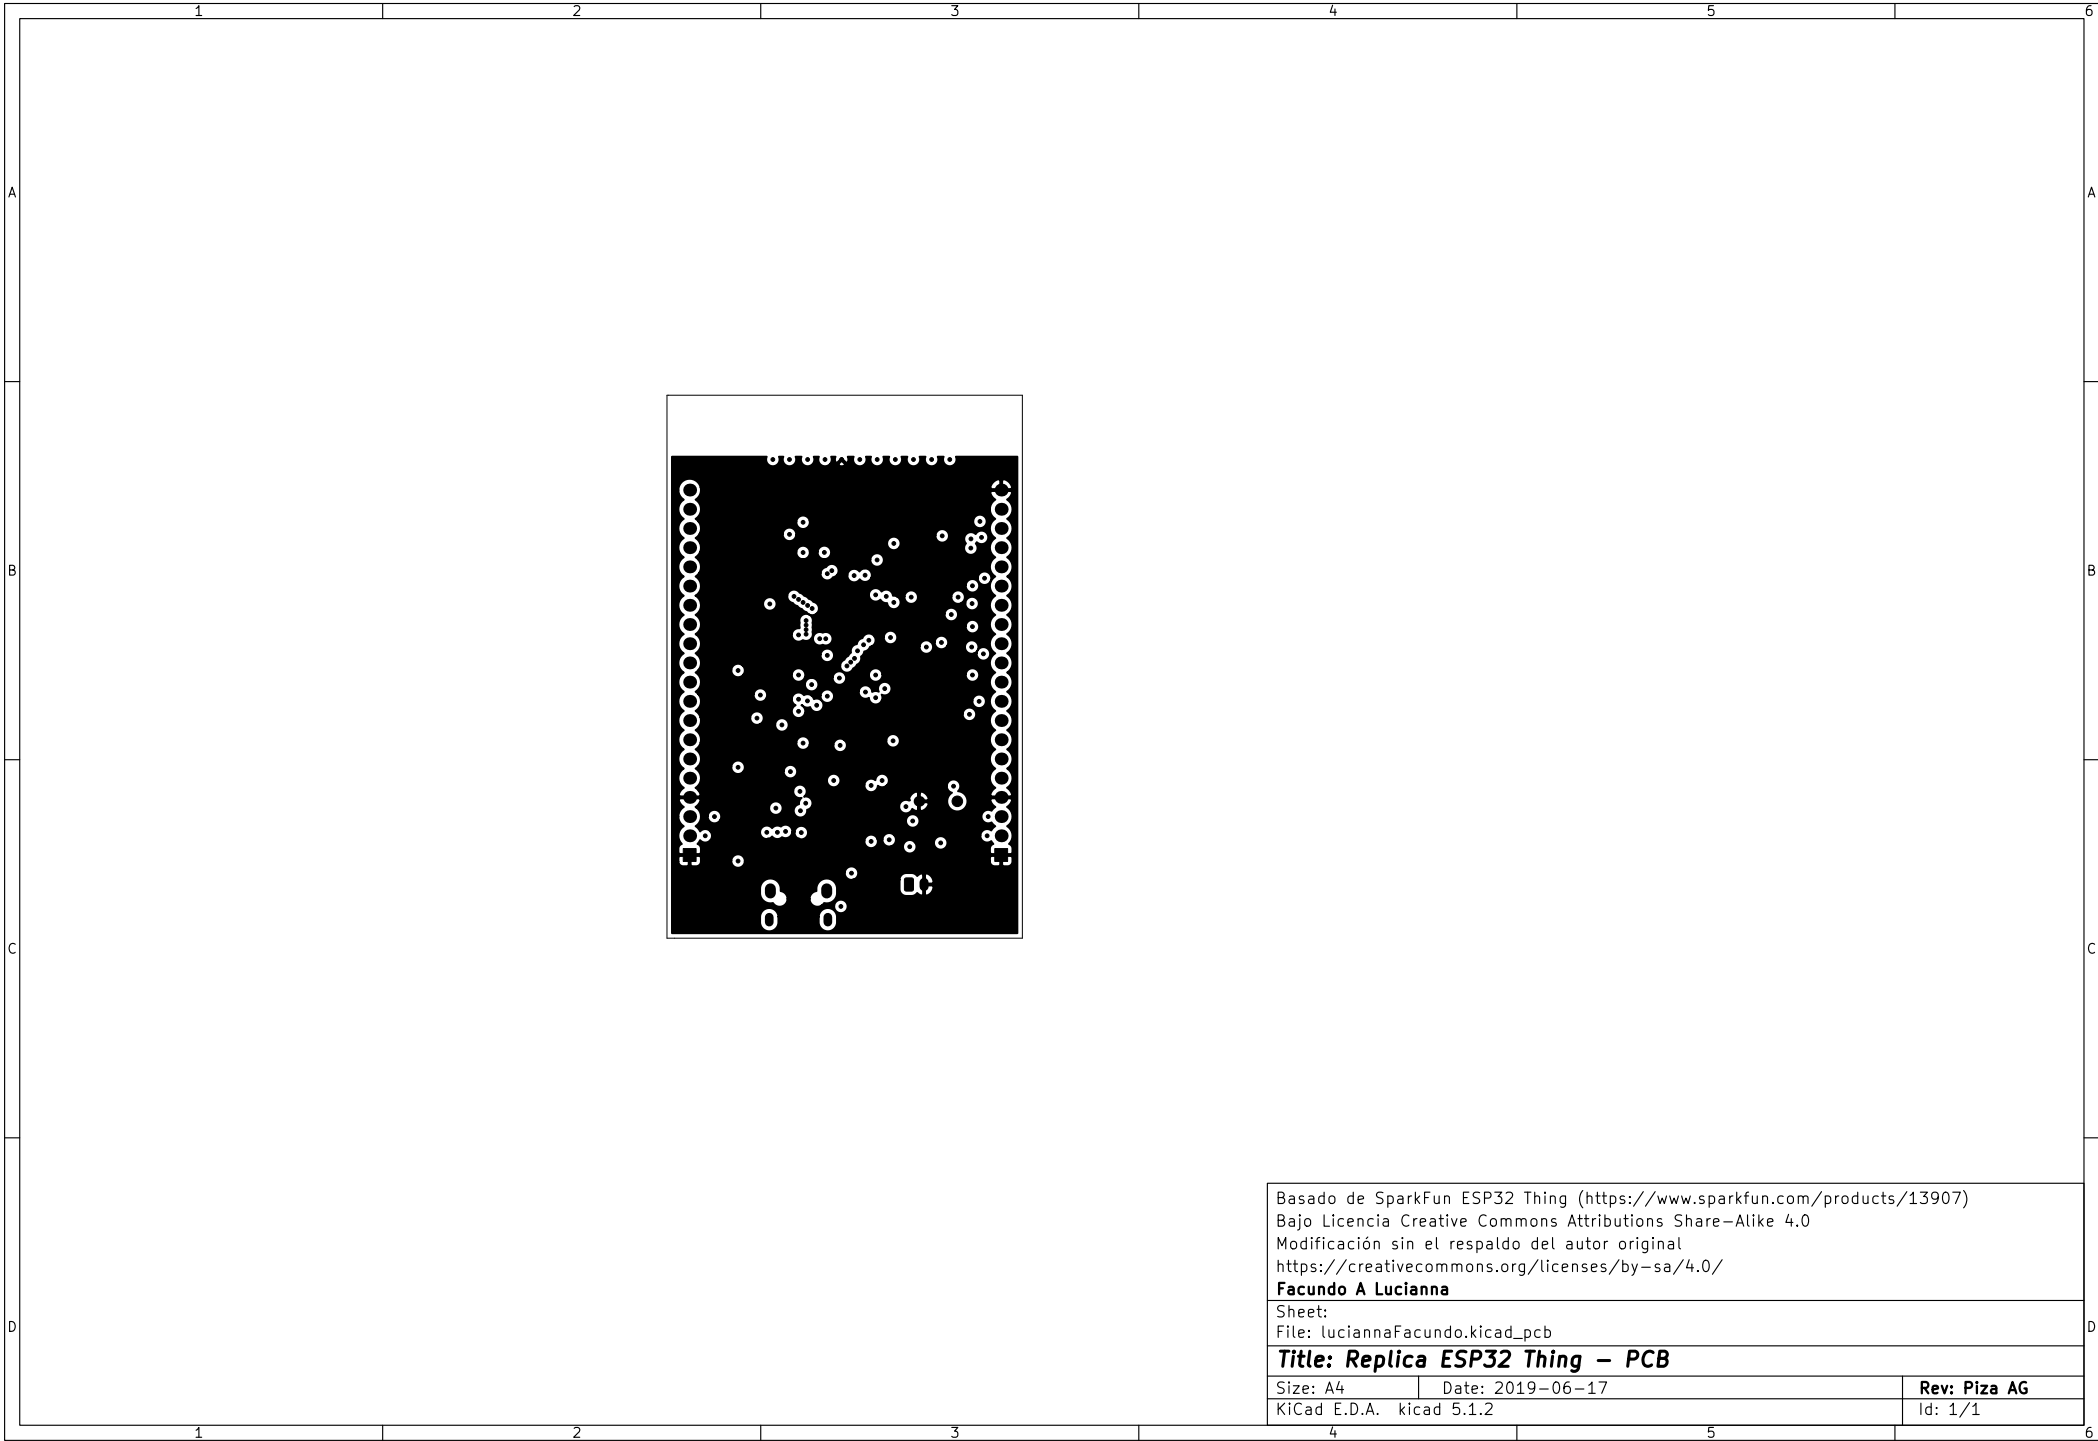 1 2 3 4 5 6
A A
B B
C C
Basado de SparkFun ESP32 Thing (https://www.sparkfun.com/products/13907)
Bajo Licencia Creative Commons Attributions Share-Alike 4.0
Modificación sin el respaldo del autor original
https://creativecommons.org/licenses/by-sa/4.0/
Facundo A Lucianna
Sheet:
D D
File: luciannaFacundo.kicad_pcb
Title: Replica ESP32 Thing - PCB
Size: A4 Date: 2019-06-17 Rev: Piza AG
KiCad E.D.A. kicad 5.1.2 Id: 1/1
1 2 3 4 5 6